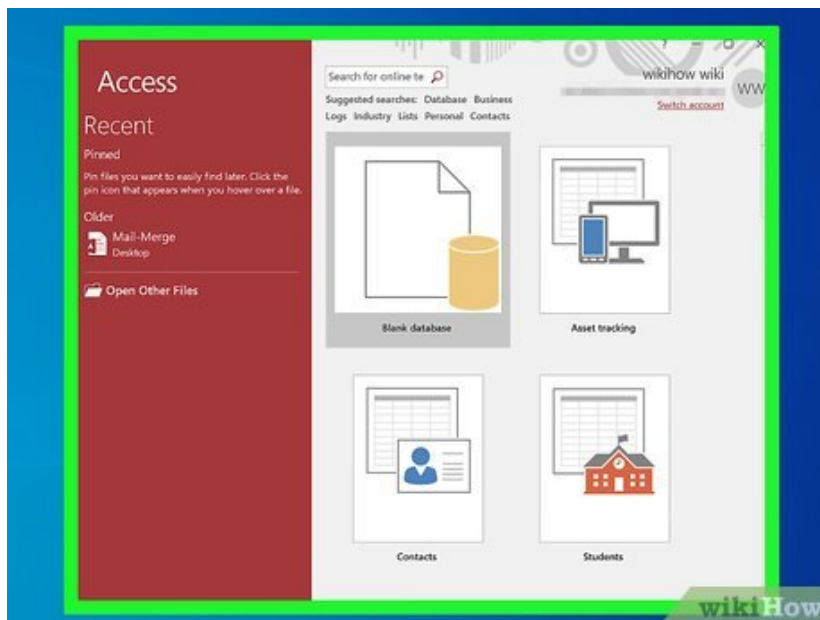 Access
Recent
Pinned
Pin files you want to easily find later. Click the
pin icon that appears when you hover over a file.
Older
Mail-Merge
Desktop
Open Other Files
Search for online te
Suggested searches: Database Business
Logs Industry Lists Personal Contacts
wikihow wiki
WW
Switch account
Blank database
Asset tracking
Contacts
Students
wikiHow